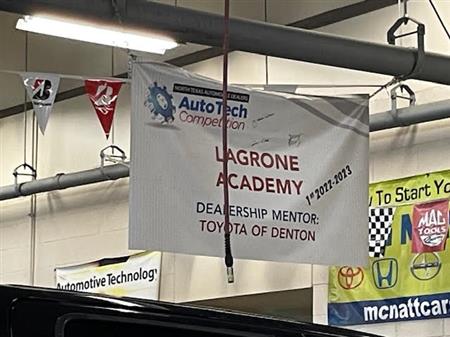 NORTH TEXAS AUTOMOBILE DEALERS
AutoTech
Competition
LAGRONE
ACADEMY
1st 2022-2023
DEALERSHIP MENTOR:
TOYOTA OF DENTON
Automotive Technology
y To Start You
MAC
TOOLS
mcnattcars